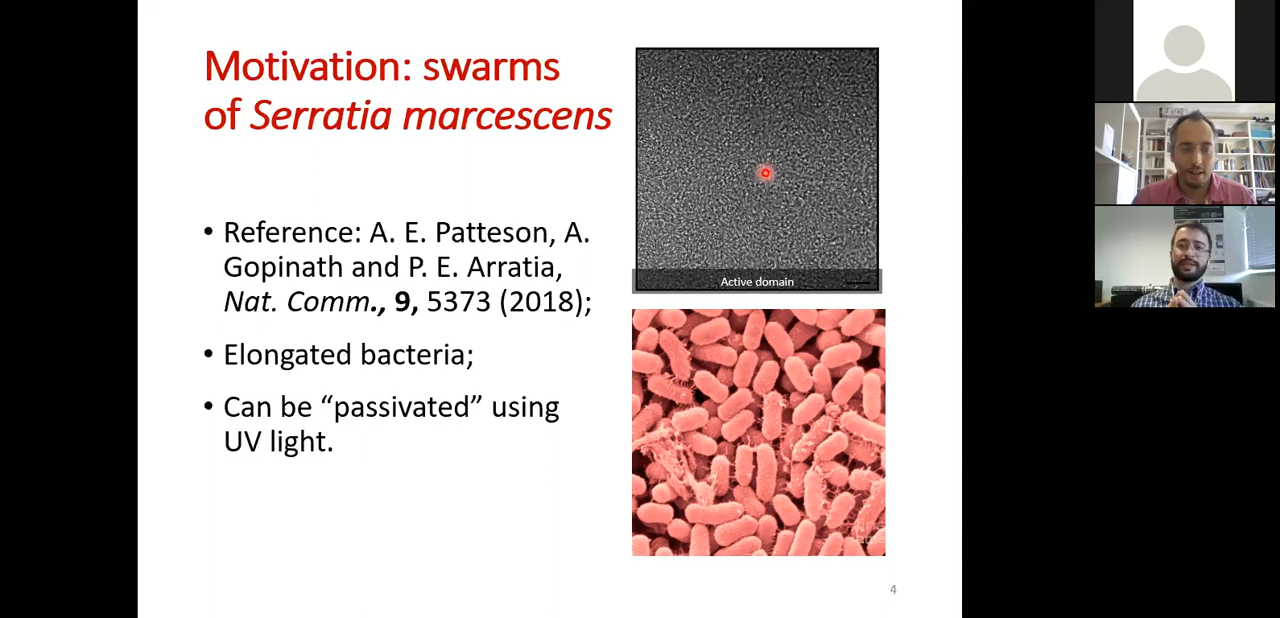 Motivation: swarms
of Serratia marcescens
• Reference: A. E. Patteson, A.
Gopinath and P. E. Arratia,
Nat. Comm., 9, 5373 (2018);
• Elongated bacteria;
• Can be “passivated” using
UV light.
Active domain
4